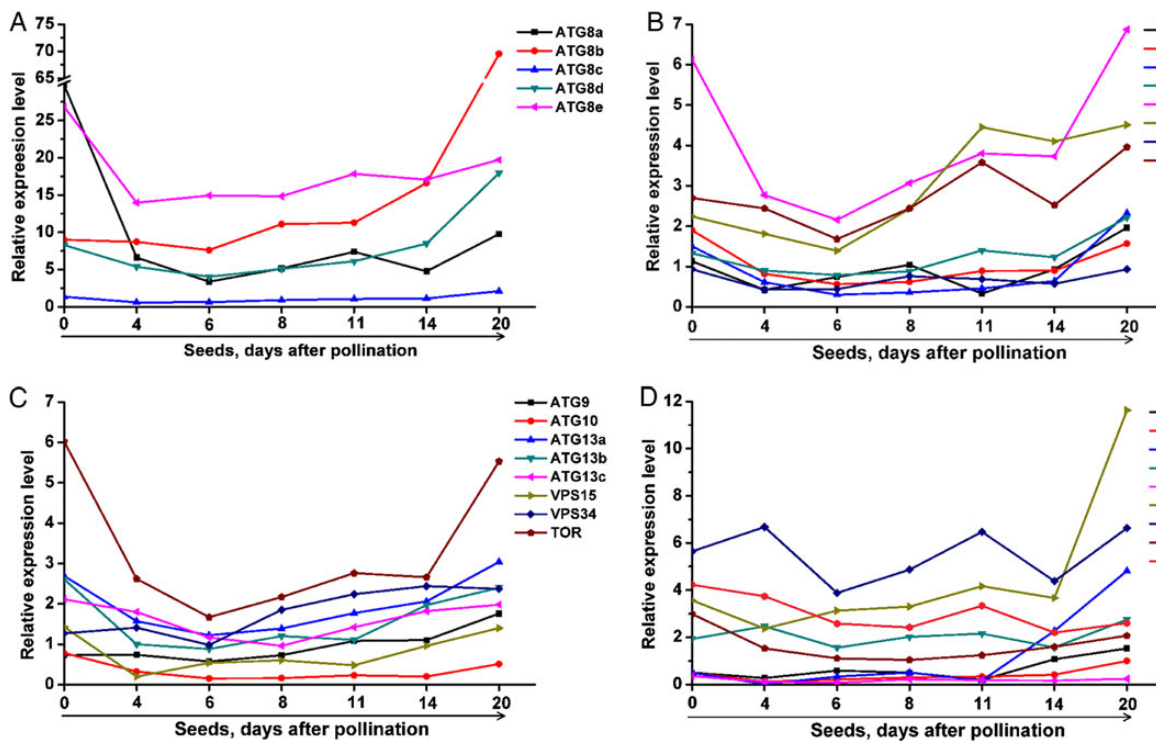 A
Relative expression level
75
70
65
25
20
15
10
5
0
0 4 6 8 11 14 20
Seeds, days after pollination
ATG8a
ATG8b
ATG8c
ATG8d
ATG8e
B
Relative expression level
7
6
5
4
3
2
1
0
0 4 6 8 11 14 20
Seeds, days after pollination
C
Relative expression level
7
6
5
4
3
2
1
0
0 4 6 8 11 14 20
Seeds, days after pollination
ATG9
ATG10
ATG13a
ATG13b
ATG13c
VPS15
VPS34
TOR
D
Relative expression level
12
10
8
6
4
2
0
0 4 6 8 11 14 20
Seeds, days after pollination